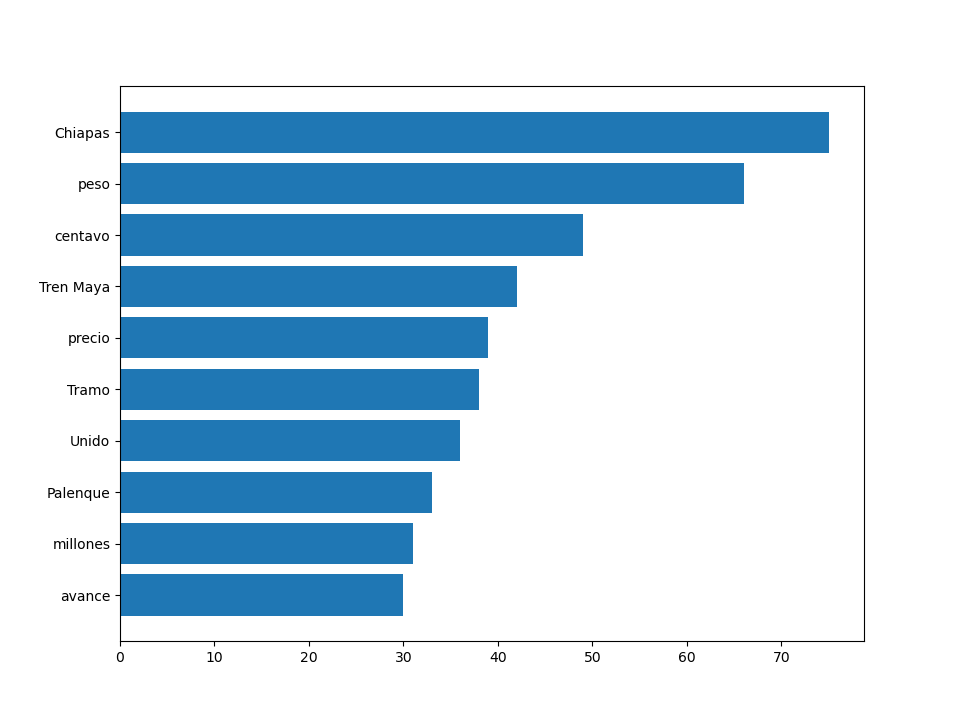 Chiapas
peso
centavo
Tren Maya
precio
Tramo
Unido
Palenque
millones
avance
0 10 20 30 40 50 60 70